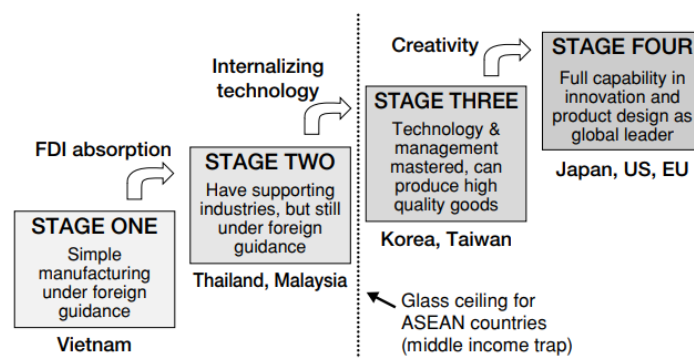 Creativity
STAGE FOUR
Full capability in
innovation and
product design as
global leader
Japan, US, EU
Internalizing
technology
STAGE THREE
Technology &
management
mastered, can
produce high
quality goods
Korea, Taiwan
FDI absorption
STAGE TWO
Have supporting
industries, but still
under foreign
guidance
Thailand, Malaysia
STAGE ONE
Simple
manufacturing
under foreign
guidance
Vietnam
Glass ceiling for
ASEAN countries
(middle income trap)